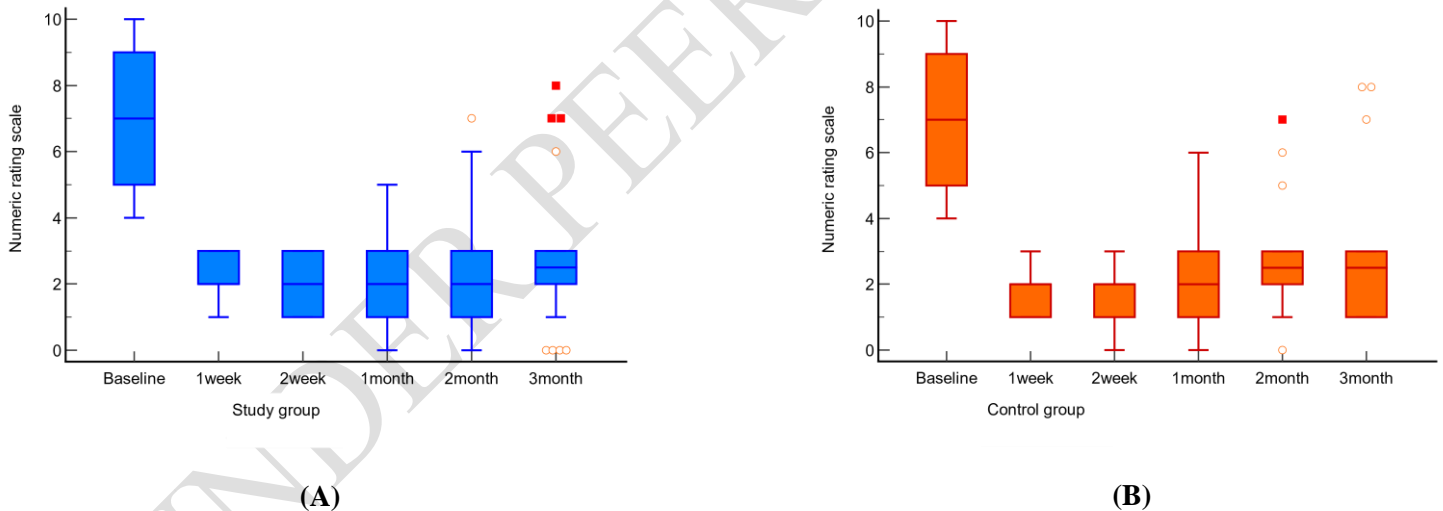 10
8
6
4
2
0
Numeric rating scale
Baseline 1week 2week 1month 2month 3month
Study group
(A)
10
8
6
4
2
0
Numeric rating scale
Baseline 1week 2week 1month 2month 3month
Control group
(B)
NDER PEER